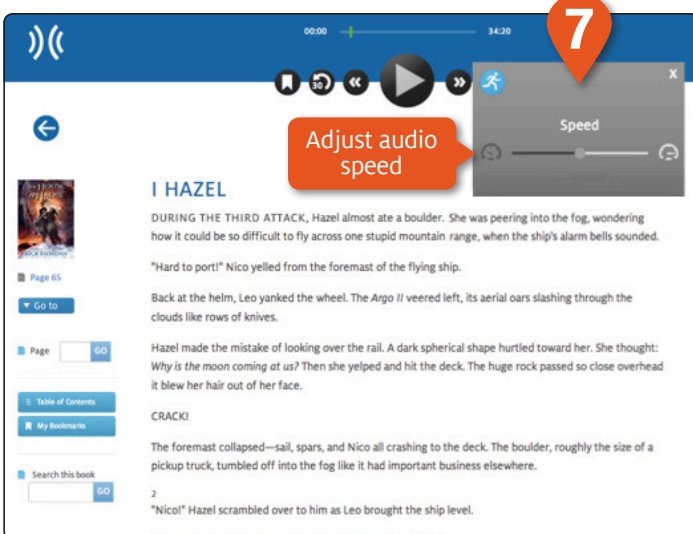 7
00:00
34:20
30
x
Speed
Adjust audio
speed
THE HOUSE
OF HADES
RICK RIORDAN
Page 65
Go to
Page
GO
Table of Contents
My Bookmarks
Search this book
GO
I HAZEL
DURING THE THIRD ATTACK, Hazel almost ate a boulder. She was peering into the fog, wondering
how it could be so difficult to fly across one stupid mountain range, when the ship's alarm bells sounded.
"Hard to port!" Nico yelled from the foremast of the flying ship.
Back at the helm, Leo yanked the wheel. The Argo II veered left, its aerial oars slashing through the
clouds like rows of knives.
Hazel made the mistake of looking over the rail. A dark spherical shape hurtled toward her. She thought:
Why is the moon coming at us? Then she yelped and hit the deck. The huge rock passed so close overhead
it blew her hair out of her face.
CRACK!
The foremast collapsed—sail, spars, and Nico all crashing to the deck. The boulder, roughly the size of a
pickup truck, tumbled off into the fog like it had important business elsewhere.
2
"Nico!" Hazel scrambled over to him as Leo brought the ship level.